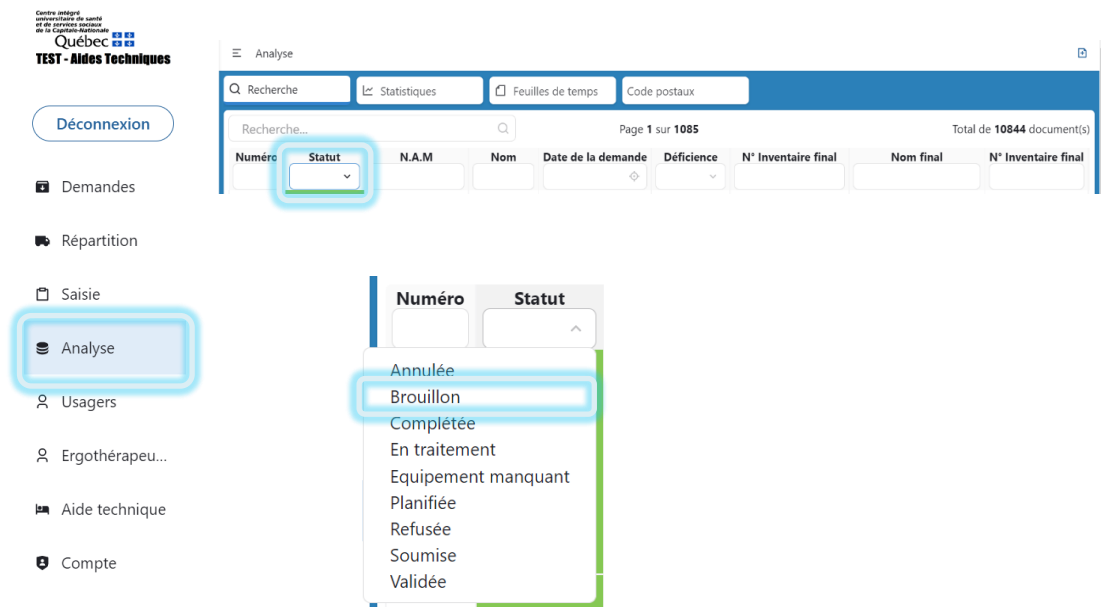 Centre intégré
universitaire de santé
et de services sociaux
de la Capitale-Nationale
Québec
TEST - Aides Techniques
Déconnexion
Demandes
Répartition
Saisie
Analyse
Usagers
Ergothérapeu...
Aide technique
Compte
Analyse
Recherche
Statistiques
Feuilles de temps
Code postaux
Recherche...
Page 1 sur 1085
Total de 10844 document(s)
Numéro Statut N.A.M Nom Date de la demande Déficience N° Inventaire final Nom final N° Inventaire final
Numéro Statut
Annulée
Brouillon
Complétée
En traitement
Equipement manquant
Planifiée
Refusée
Soumise
Validée